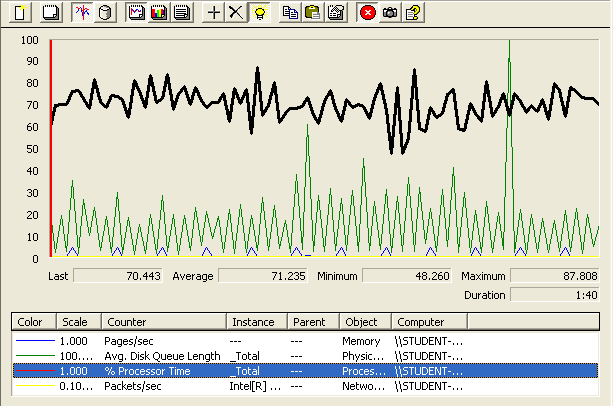 100
90
80
70
60
50
40
30
20
10
0
Last 70.443 Average 71.235 Minimum 48.260 Maximum 87.808
Duration 1:40
Color Scale Counter Instance Parent Object Computer
1.000 Pages/sec --- --- Memory \\STUDENT-...
100.... Avg. Disk Queue Length _Total --- Physic... \\STUDENT-...
1.000 % Processor Time _Total --- Proces... \\STUDENT-...
0.10... Packets/sec Intel[R] ... --- Netwo... \\STUDENT-...